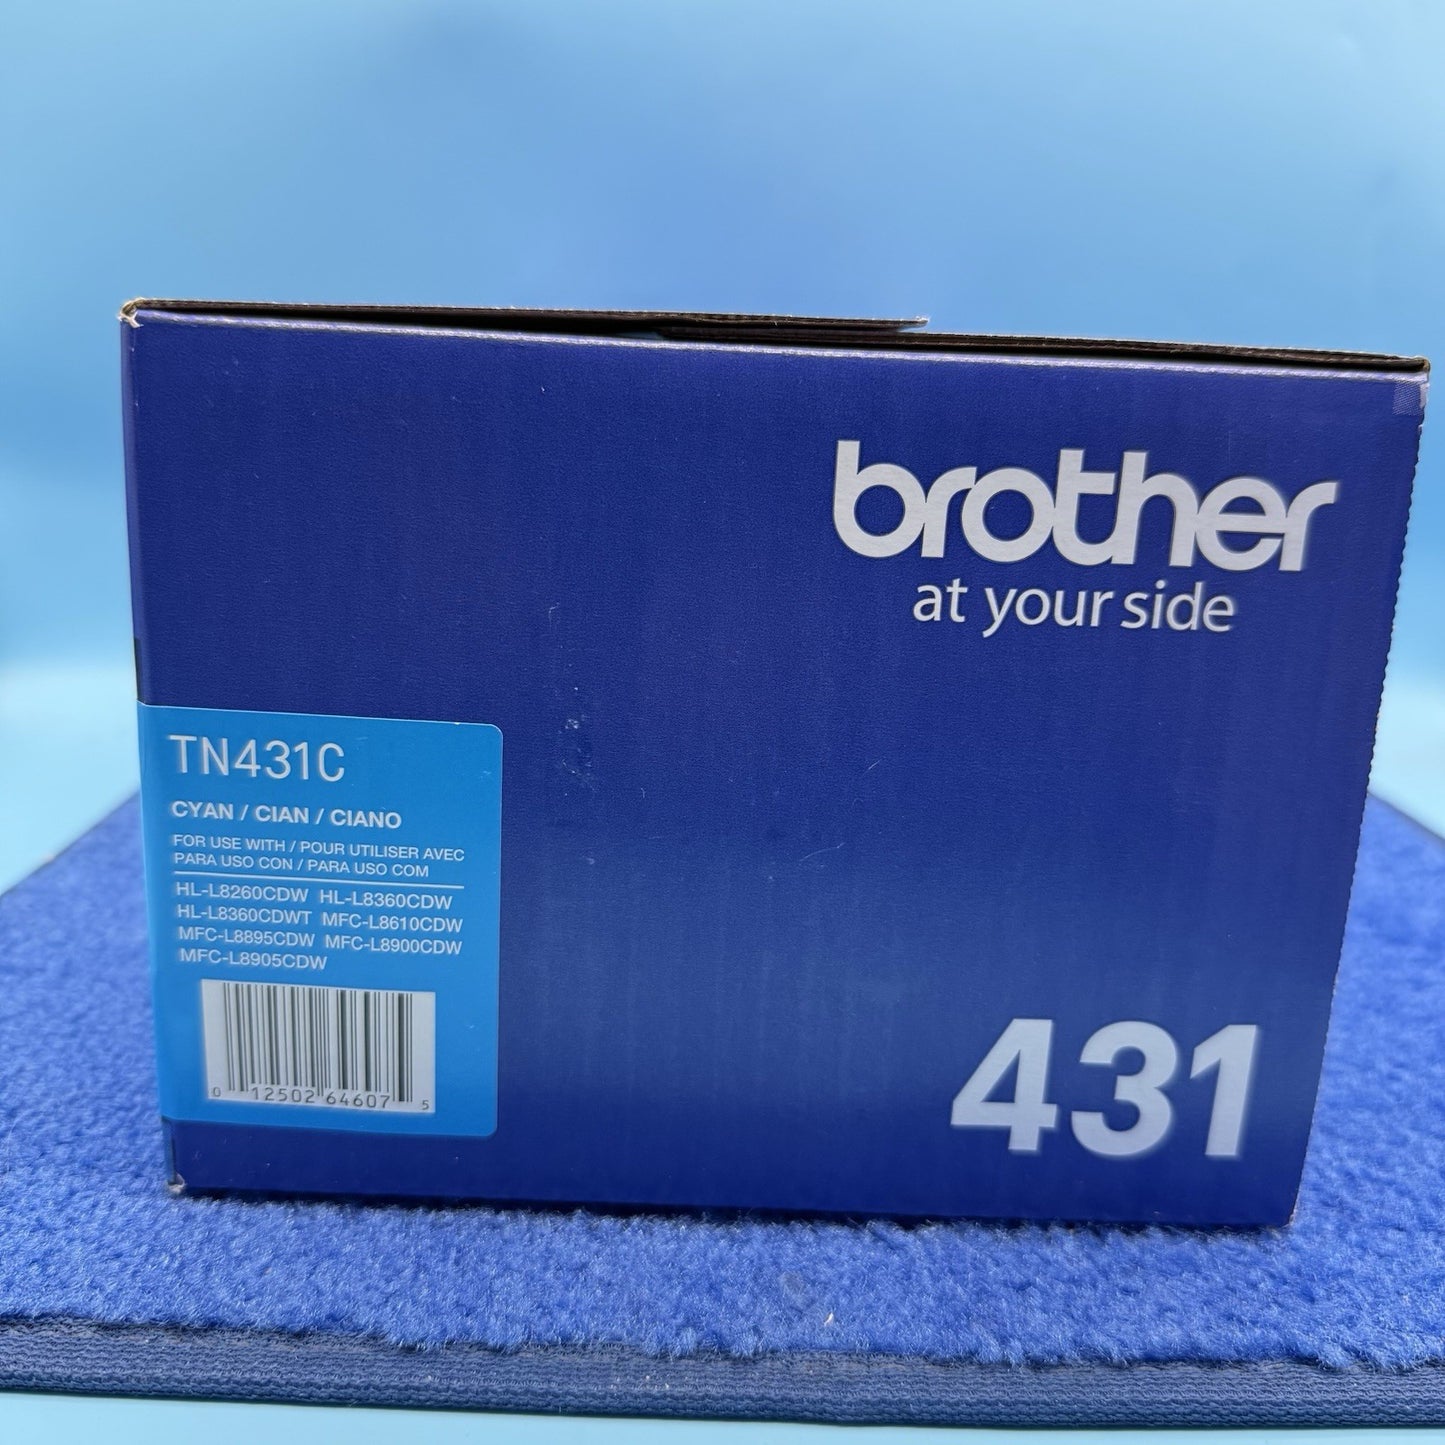 brother
at your side
TN431C
CYAN / CIAN / CIANO
FOR USE WITH / POUR UTILISER AVEC
PARA USO CON / PARA USO COM
HL-L8260CDW HL-L8360CDW
HL-L8360CDWT MFC-L8610CDW
MFC-L8895CDW MFC-L8900CDW
MFC-L8905CDW
0 12502 64607 5
431